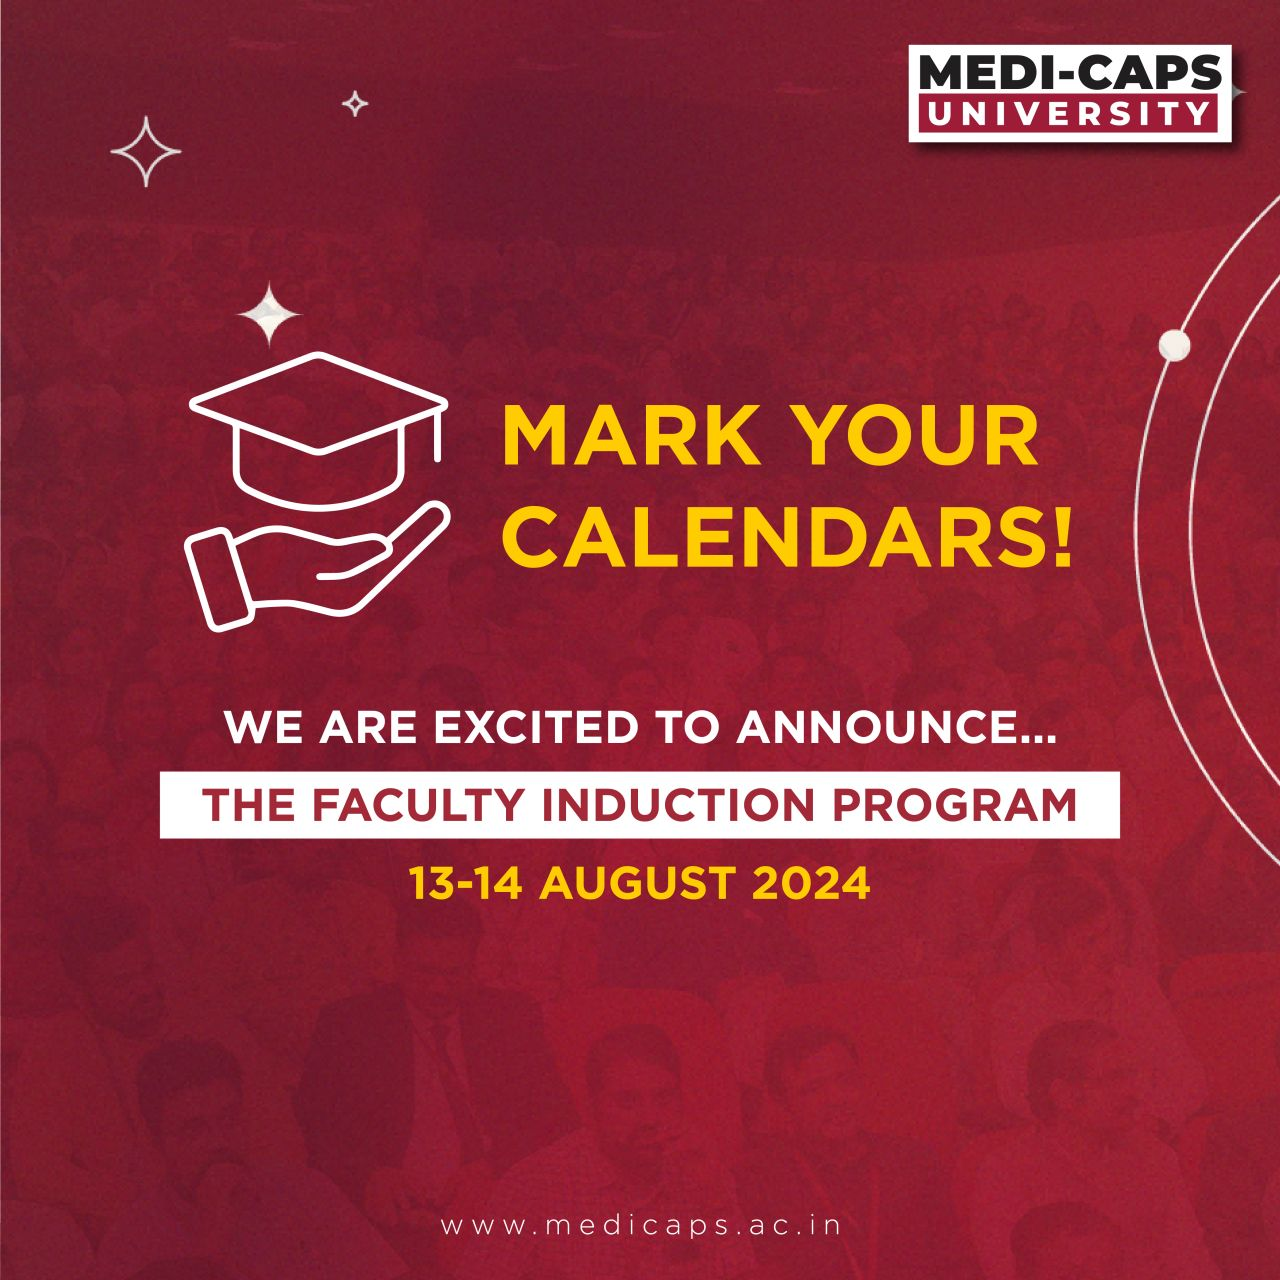 MEDI-CAPS
UNIVERSITY
MARK YOUR
CALENDARS!
WE ARE EXCITED TO ANNOUNCE...
THE FACULTY INDUCTION PROGRAM
13-14 AUGUST 2024
www.medicaps.ac.in